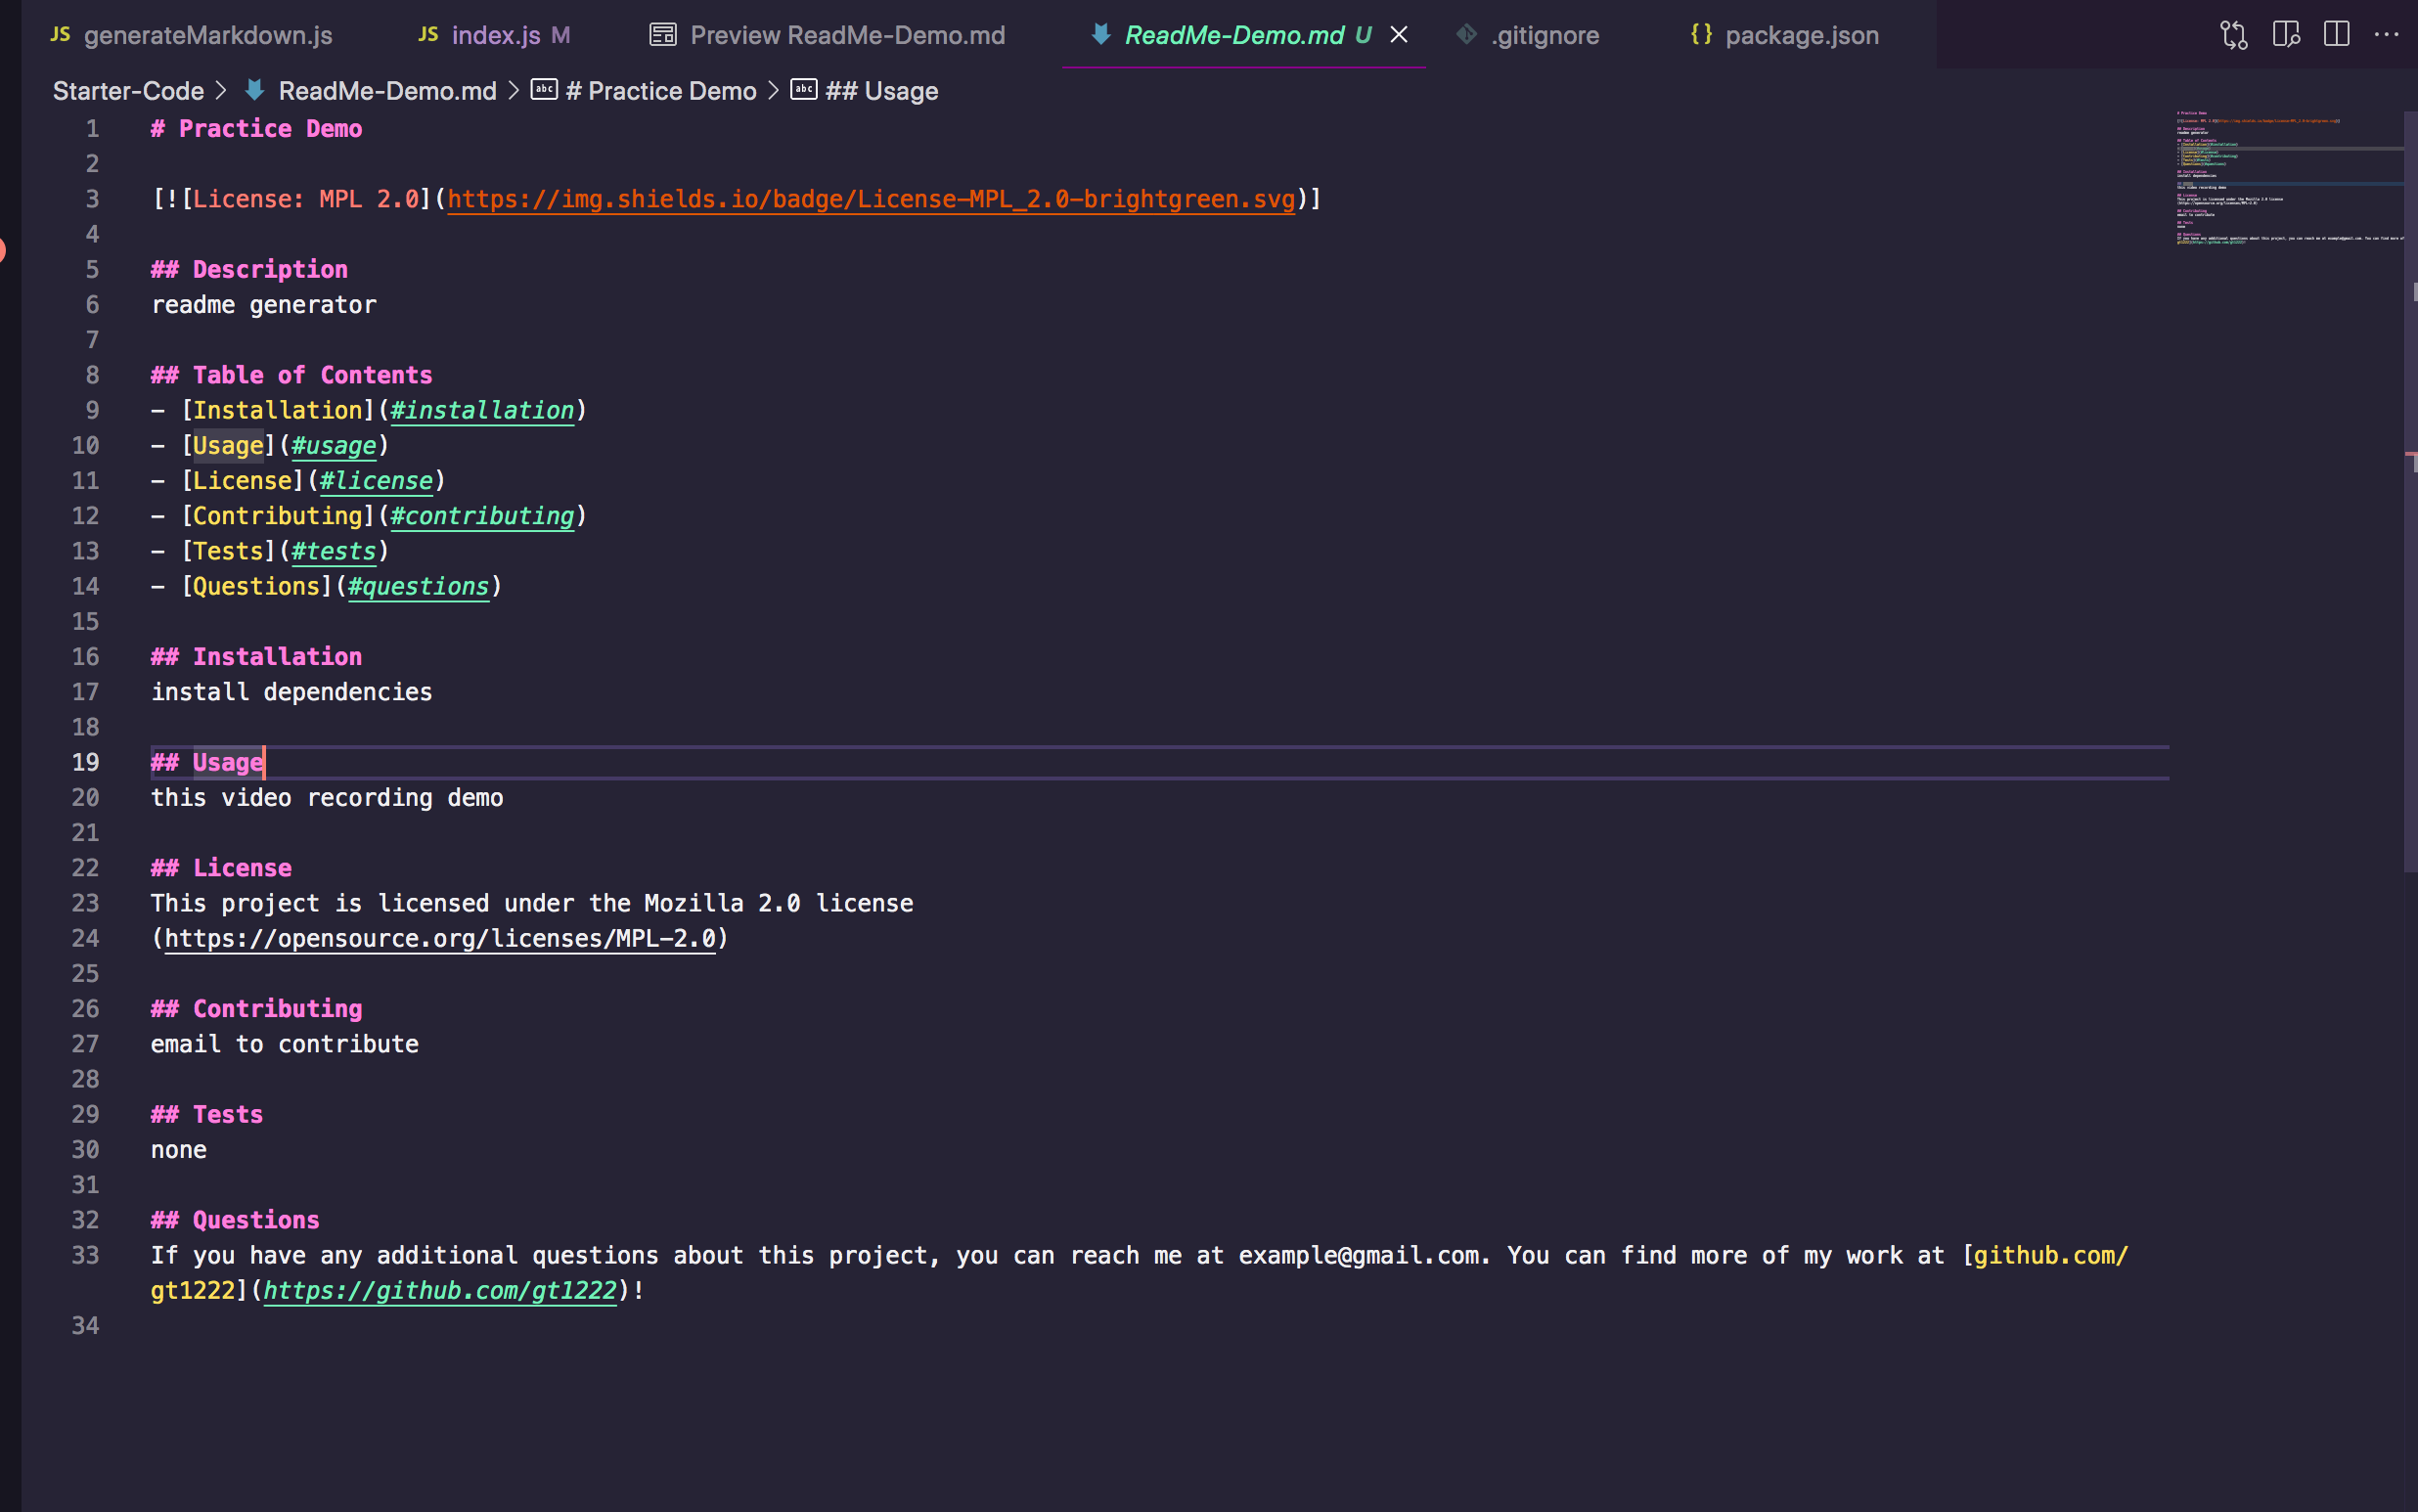 JS generateMarkdown.js JS index.js M Preview ReadMe-Demo.md ReadMe-Demo.md U .gitignore {} package.json
Starter-Code > ReadMe-Demo.md > abc # Practice Demo > abc ## Usage
1 # Practice Demo
2
3 [![License: MPL 2.0](https://img.shields.io/badge/License-MPL_2.0-brightgreen.svg)]
4
5 ## Description
6 readme generator
7
8 ## Table of Contents
9 - [Installation](#installation)
10 - [Usage](#usage)
11 - [License](#license)
12 - [Contributing](#contributing)
13 - [Tests](#tests)
14 - [Questions](#questions)
15
16 ## Installation
17 install dependencies
18
19 ## Usage
20 this video recording demo
21
22 ## License
23 This project is licensed under the Mozilla 2.0 license
24 (https://opensource.org/licenses/MPL-2.0)
25
26 ## Contributing
27 email to contribute
28
29 ## Tests
30 none
31
32 ## Questions
33 If you have any additional questions about this project, you can reach me at example@gmail.com. You can find more of my work at [github.com/
gt1222](https://github.com/gt1222)!
34